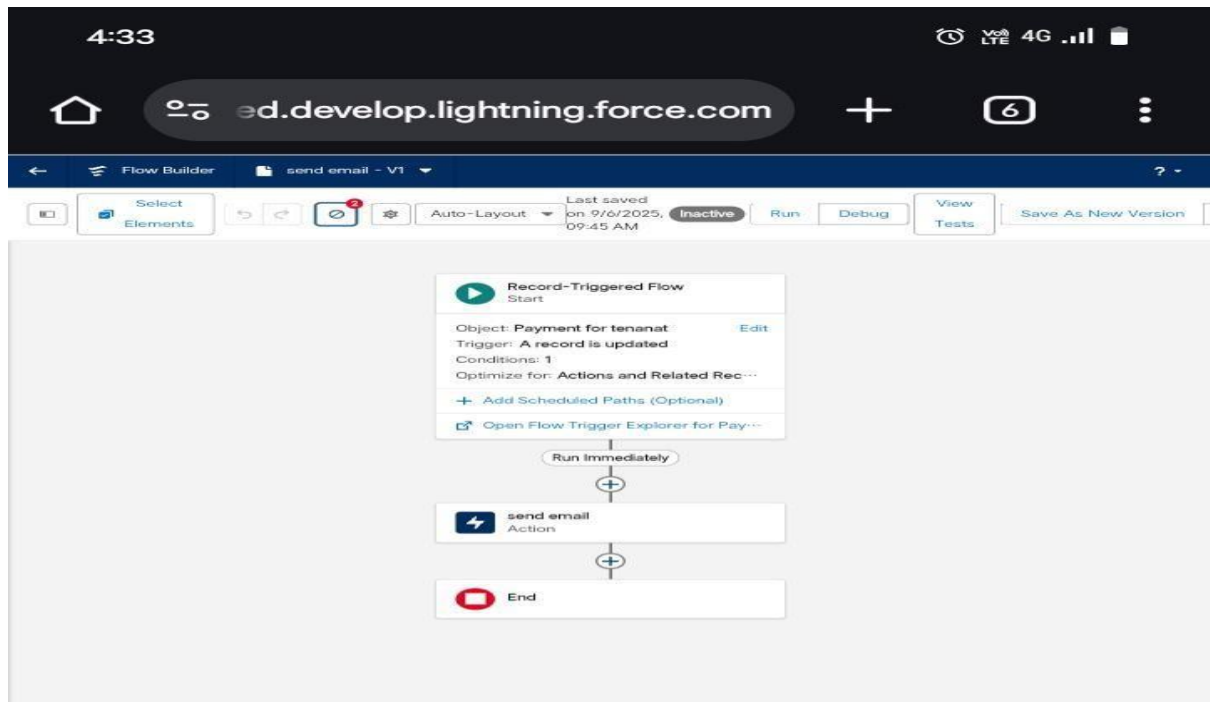 4:33
VoD LTE 4G
ed.develop.lightning.force.com
6
Flow Builder
send email - V1
?
Select Elements
2
Auto-Layout
Last saved on 9/6/2025, 09:45 AM
Inactive
Run
Debug
View Tests
Save As New Version
Record-Triggered Flow
Start
Object: Payment for tenanat
Edit
Trigger: A record is updated
Conditions: 1
Optimize for: Actions and Related Rec...
+ Add Scheduled Paths (Optional)
Open Flow Trigger Explorer for Pay...
Run Immediately
send email
Action
End